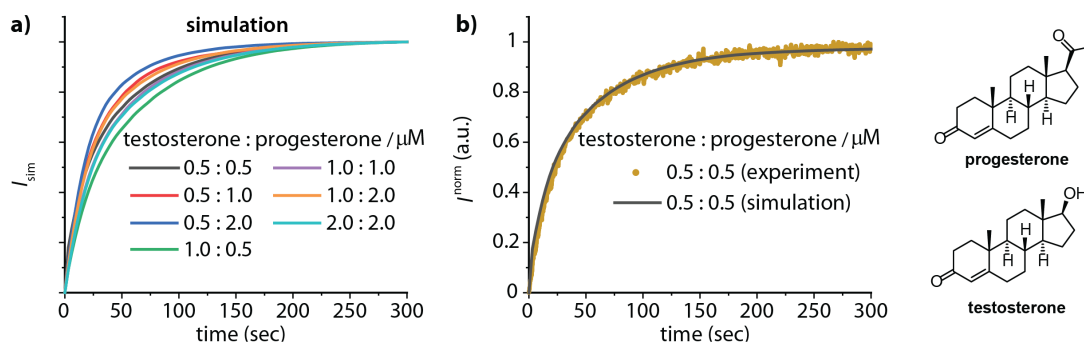 a)
simulation
I sim
testosterone : progesterone / μM
0.5 : 0.5
1.0 : 1.0
0.5 : 1.0
1.0 : 2.0
0.5 : 2.0
2.0 : 2.0
1.0 : 0.5
0 50 100 150 200 250 300
time (sec)
b)
I norm (a.u.)
1
0.8
0.6
0.4
0.2
0
testosterone : progesterone / μM
0.5 : 0.5 (experiment)
0.5 : 0.5 (simulation)
0 50 100 150 200 250 300
time (sec)
O
H
H
H
O
progesterone
OH
H
H
H
O
testosterone